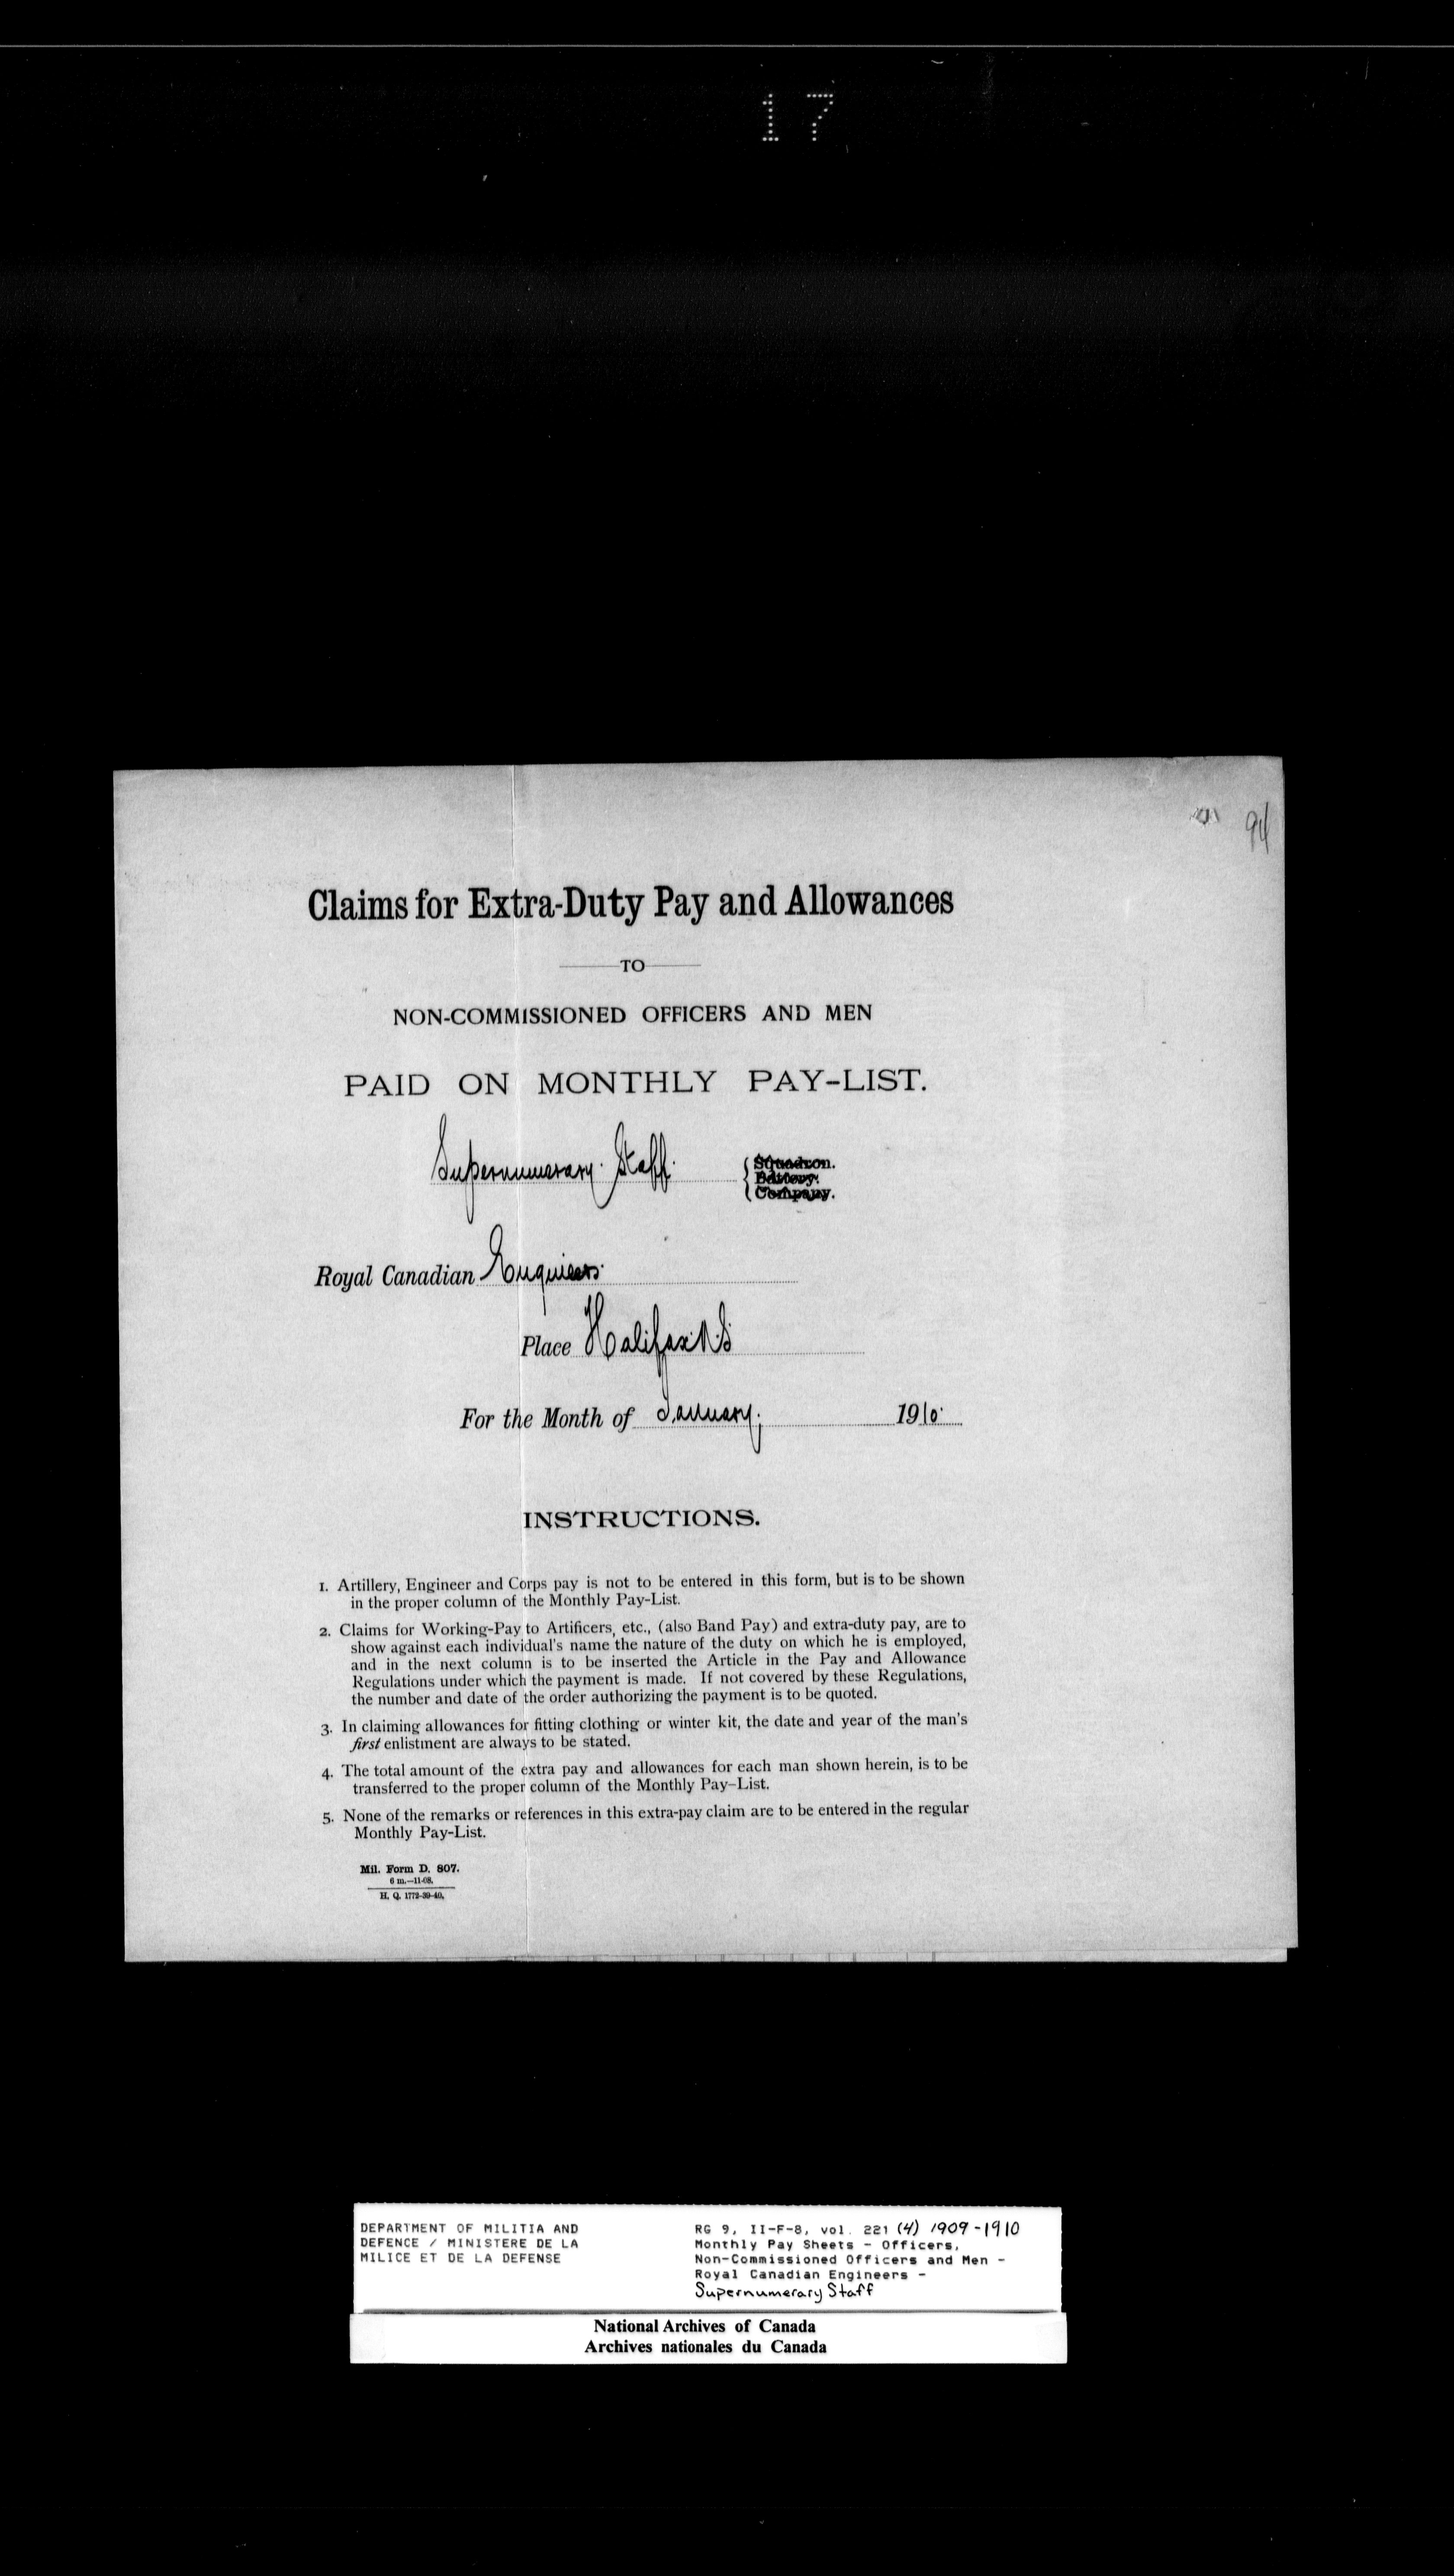 17
94
Claims for Extra-Duty Pay and Allowances
TO
NON-COMMISSIONED OFFICERS AND MEN
PAID ON MONTHLY PAY-LIST.
Supernumerary Staff. { Squadron.
Battery.
Company.
Royal Canadian Engineers
Place Halifax N.S
For the Month of January, 1910
INSTRUCTIONS.
1. Artillery, Engineer and Corps pay is not to be entered in this form, but is to be shown
in the proper column of the Monthly Pay-List.
2. Claims for Working-Pay to Artificers, etc., (also Band Pay) and extra-duty pay, are to
show against each individual's name the nature of the duty on which he is employed,
and in the next column is to be inserted the Article in the Pay and Allowance
Regulations under which the payment is made. If not covered by these Regulations,
the number and date of the order authorizing the payment is to be quoted.
3. In claiming allowances for fitting clothing or winter kit, the date and year of the man's
first enlistment are always to be stated.
4. The total amount of the extra pay and allowances for each man shown herein, is to be
transferred to the proper column of the Monthly Pay-List.
5. None of the remarks or references in this extra-pay claim are to be entered in the regular
Monthly Pay-List.
Mil. Form D. 807.
6 m.—11-08.
H. Q. 1772-39-40.
DEPARTMENT OF MILITIA AND
DEFENCE / MINISTERE DE LA
MILICE ET DE LA DEFENSE
RG 9, II-F-8, vol. 221 (4) 1909-1910
Monthly Pay Sheets - Officers,
Non-Commissioned Officers and Men -
Royal Canadian Engineers -
Supernumerary Staff
National Archives of Canada
Archives nationales du Canada